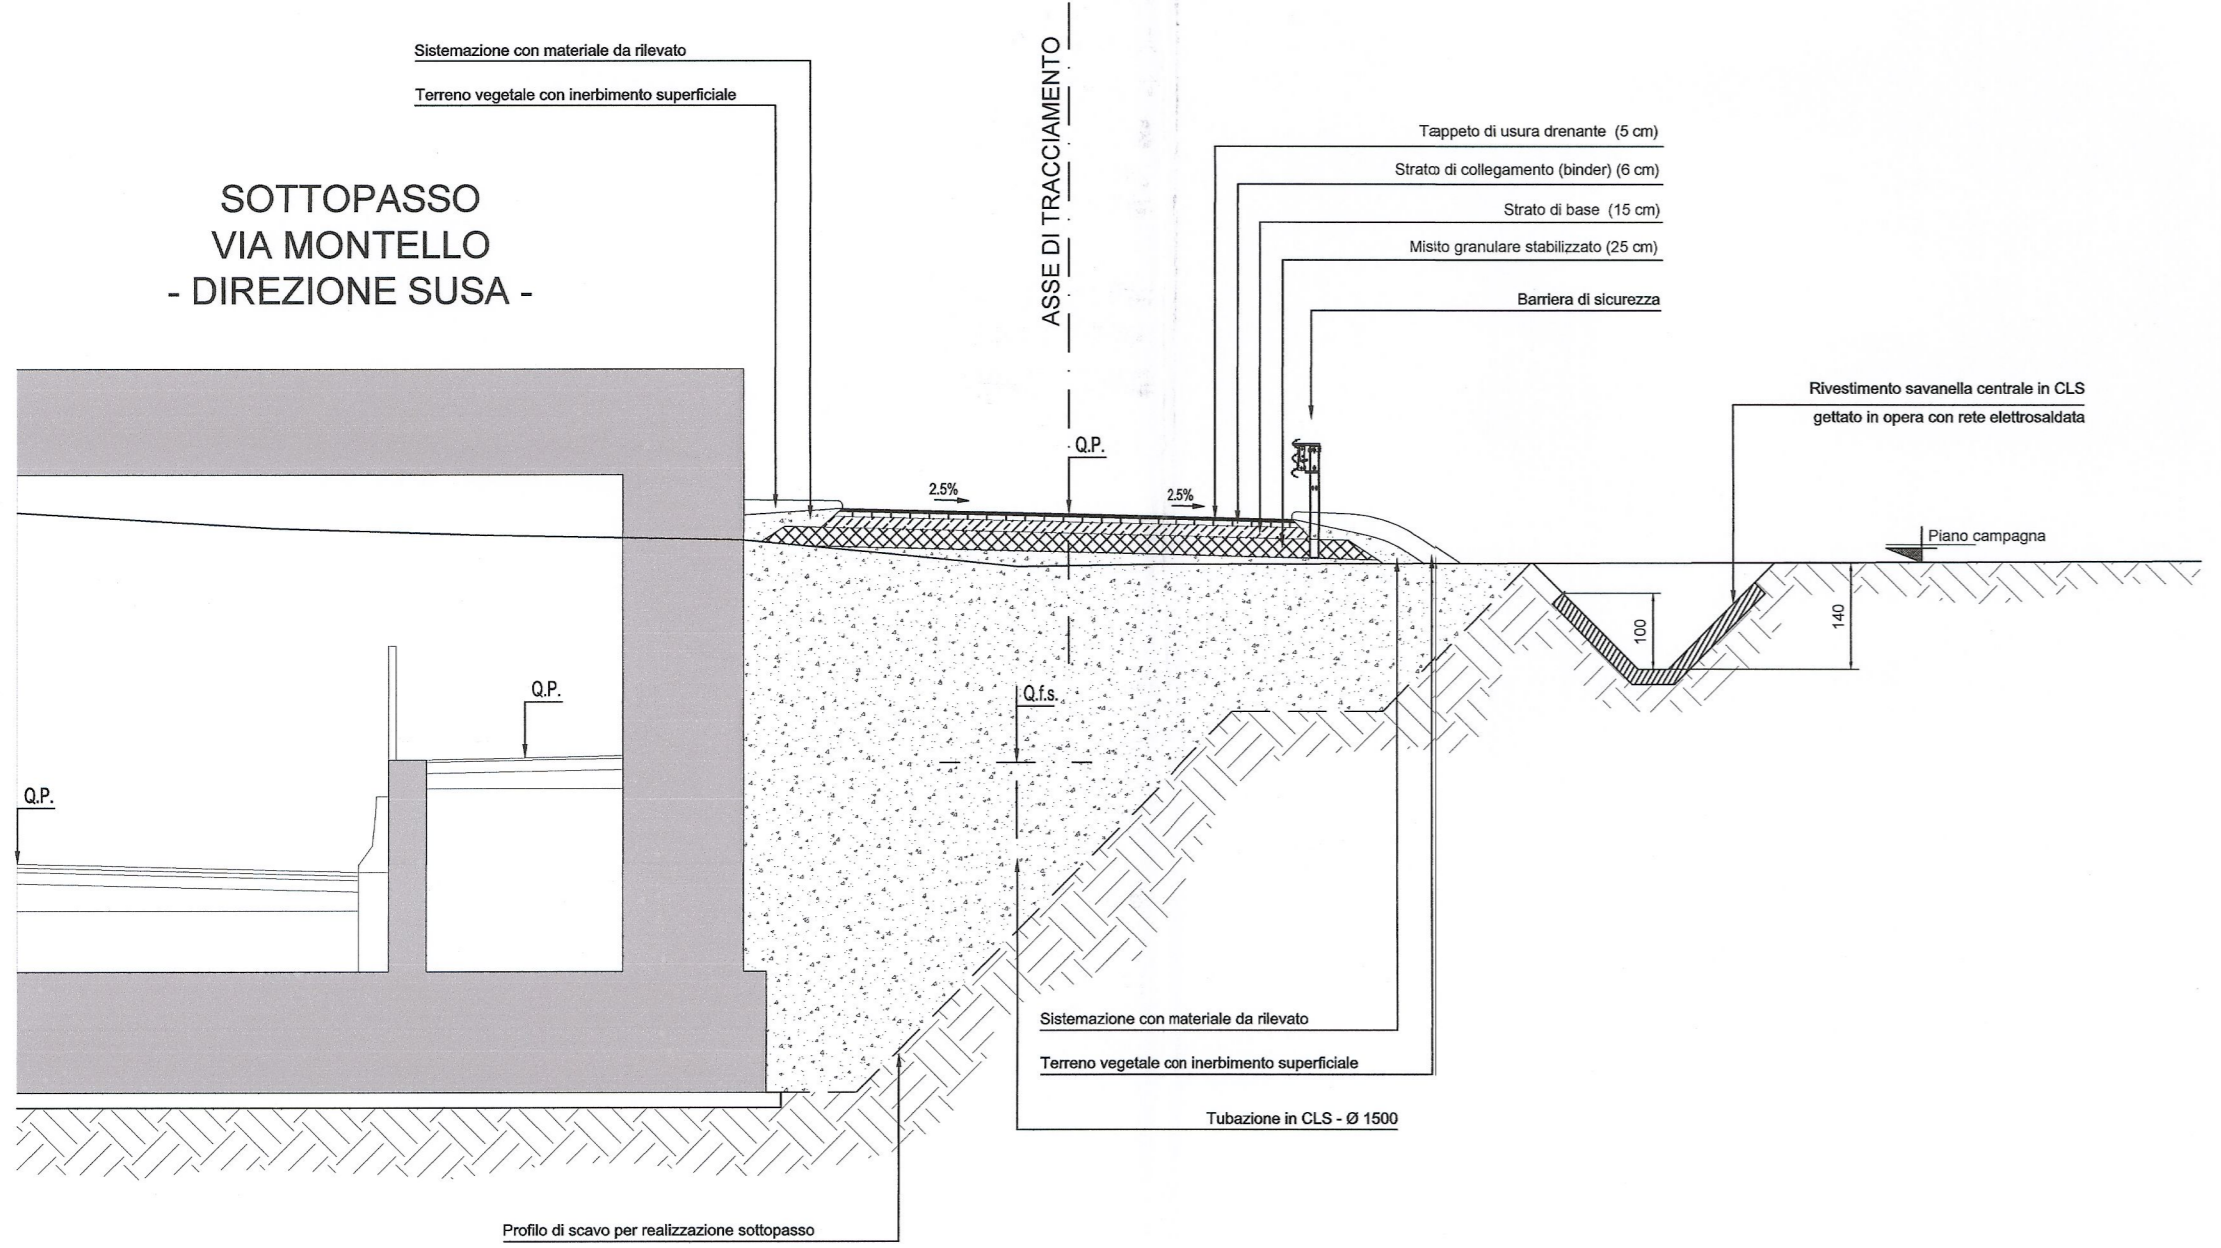 Sistemazione con materiale da rilevato
Terreno vegetale con inerbimento superficiale
SOTTOPASSO
VIA MONTELLO
- DIREZIONE SUSA -
ASSE DI TRACCIAMENTO
Tappeto di usura drenante (5 cm)
Strato di collegamento (binder) (6 cm)
Strato di base (15 cm)
Misto granulare stabilizzato (25 cm)
Barriera di sicurezza
Rivestimento savanella centrale in CLS
gettato in opera con rete elettrosaldata
Q.P.
2.5%
2.5%
Piano campagna
100
140
Q.P.
Q.f.s.
Q.P.
Sistemazione con materiale da rilevato
Terreno vegetale con inerbimento superficiale
Tubazione in CLS - Ø 1500
Profilo di scavo per realizzazione sottopasso